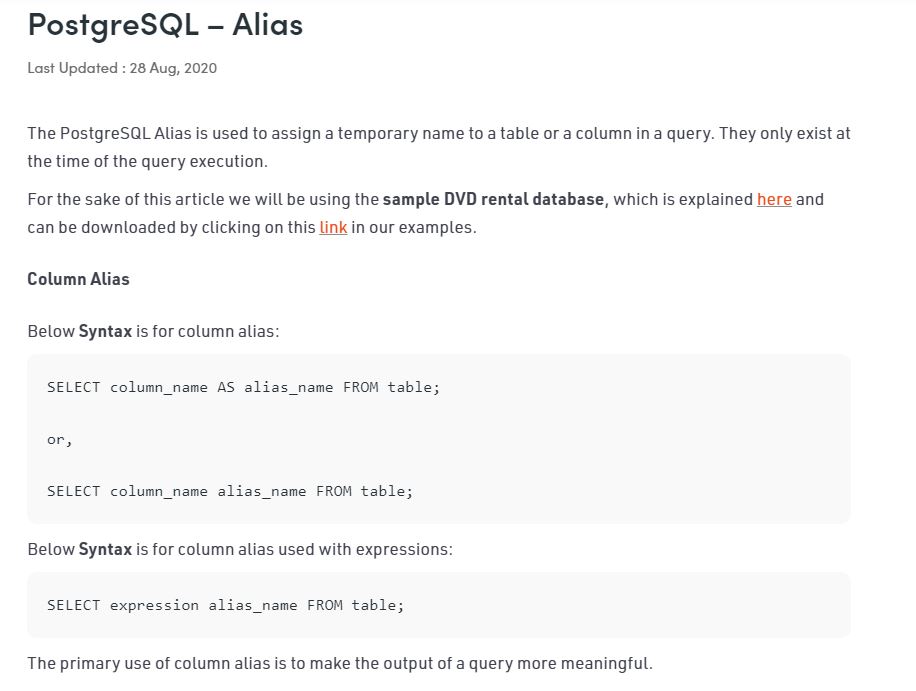 PostgreSQL – Alias
Last Updated : 28 Aug, 2020
The PostgreSQL Alias is used to assign a temporary name to a table or a column in a query. They only exist at
the time of the query execution.
For the sake of this article we will be using the sample DVD rental database, which is explained here and
can be downloaded by clicking on this link in our examples.
Column Alias
Below Syntax is for column alias:
SELECT column_name AS alias_name FROM table;
or,
SELECT column_name alias_name FROM table;
Below Syntax is for column alias used with expressions:
SELECT expression alias_name FROM table;
The primary use of column alias is to make the output of a query more meaningful.